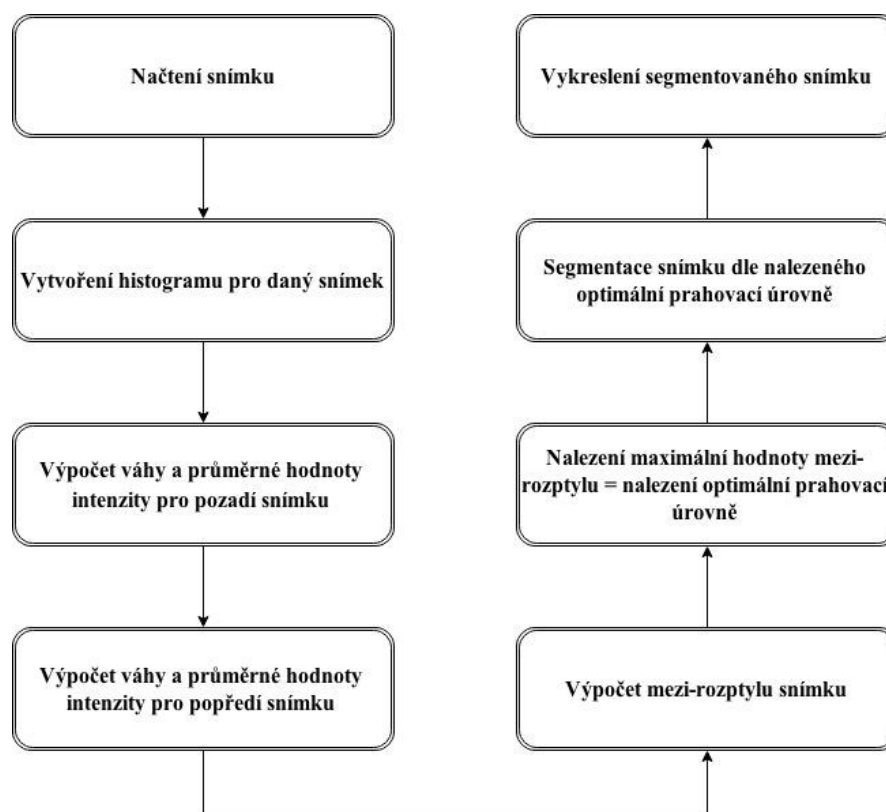 Načtení snímku
Vytvoření histogramu pro daný snímek
Výpočet váhy a průměrné hodnoty
intenzity pro pozadí snímku
Výpočet váhy a průměrné hodnoty
intenzity pro popředí snímku
Výpočet mezi-rozptylu snímku
Nalezení maximální hodnoty mezi-
rozptylu = nalezení optimální prahovací
úrovně
Segmentace snímku dle nalezeného
optimální prahovací úrovně
Vykreslení segmentovaného snímku